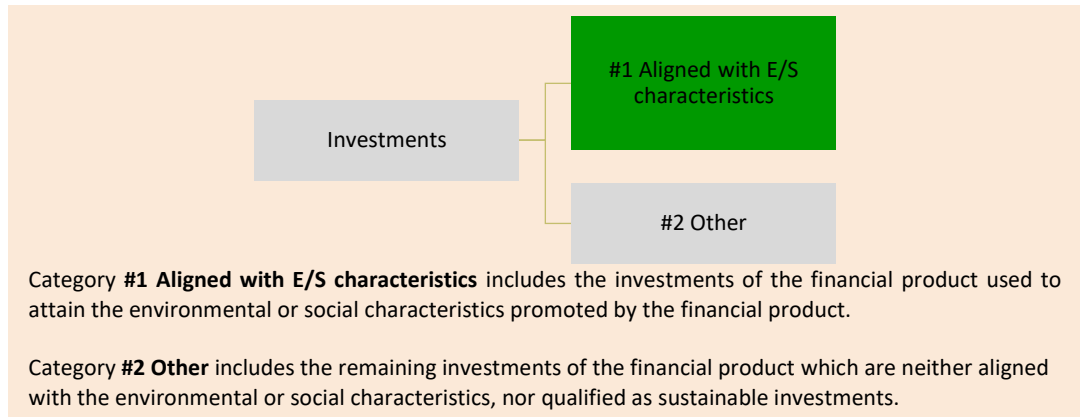 #1 Aligned with E/S
characteristics
Investments
#2 Other
Category #1 Aligned with E/S characteristics includes the investments of the financial product used to
attain the environmental or social characteristics promoted by the financial product.
Category #2 Other includes the remaining investments of the financial product which are neither aligned
with the environmental or social characteristics, nor qualified as sustainable investments.